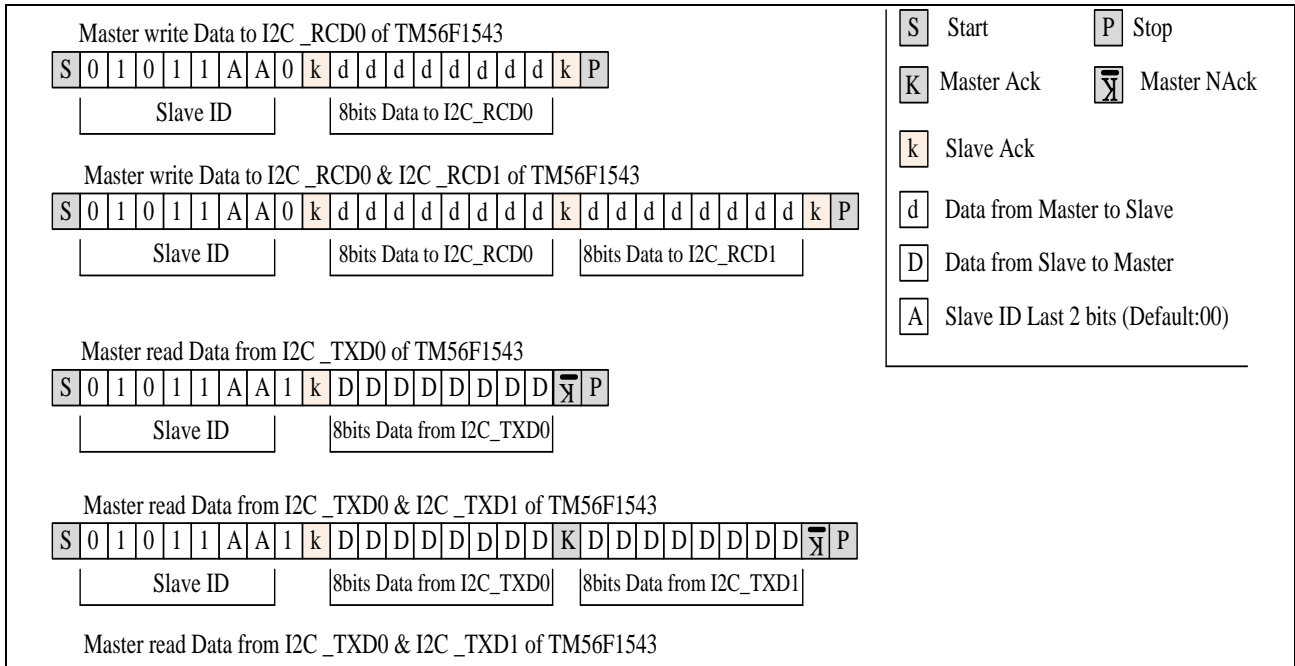 Master write Data to I2C _RCD0 of TM56F1543
S 0 1 0 1 1 A A 0 k d d d d d d d d k P
Slave ID 8bits Data to I2C_RCD0
Master write Data to I2C _RCD0 & I2C _RCD1 of TM56F1543
S 0 1 0 1 1 A A 0 k d d d d d d d d k d d d d d d d d k P
Slave ID 8bits Data to I2C_RCD0 8bits Data to I2C_RCD1
Master read Data from I2C _TXD0 of TM56F1543
S 0 1 0 1 1 A A 1 k D D D D D D D D K̅ P
Slave ID 8bits Data from I2C_TXD0
Master read Data from I2C _TXD0 & I2C _TXD1 of TM56F1543
S 0 1 0 1 1 A A 1 k D D D D D D D D K D D D D D D D D K̅ P
Slave ID 8bits Data from I2C_TXD0 8bits Data from I2C_TXD1
Master read Data from I2C _TXD0 & I2C _TXD1 of TM56F1543
S Start P Stop
K Master Ack K̅ Master NAck
k Slave Ack
d Data from Master to Slave
D Data from Slave to Master
A Slave ID Last 2 bits (Default:00)